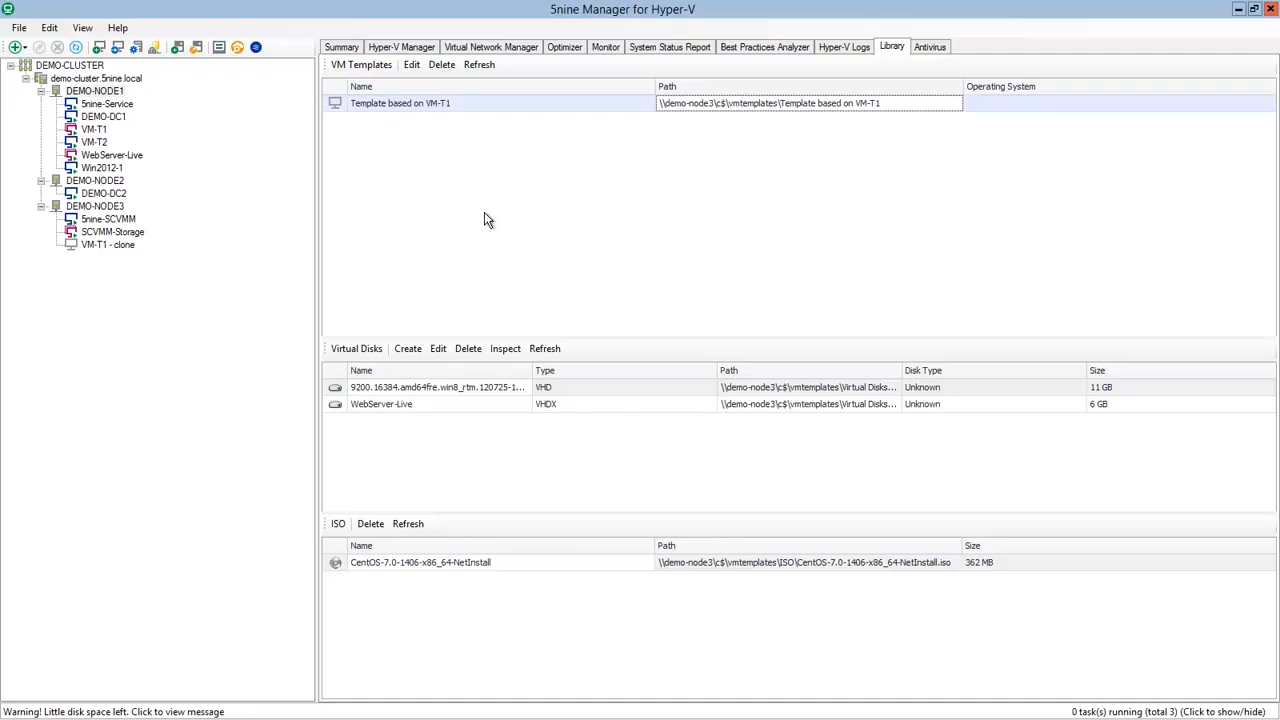 5nine Manager for Hyper-V
File Edit View Help
DEMO-CLUSTER
demo-cluster.5nine.local
DEMO-NODE1
5nine-Service
DEMO-DC1
VM-T1
VM-T2
WebServer-Live
Win2012-1
DEMO-NODE2
DEMO-DC2
DEMO-NODE3
5nine-SCVMM
SCVMM-Storage
VM-T1 - clone
Summary Hyper-V Manager Virtual Network Manager Optimizer Monitor System Status Report Best Practices Analyzer Hyper-V Logs Library Antivirus
VM Templates Edit Delete Refresh
Name Path Operating System
Template based on VM-T1 \\demo-node3\c$\vmtemplates\Template based on VM-T1
Virtual Disks Create Edit Delete Inspect Refresh
Name Type Path Disk Type Size
9200.16384.amd64fre.win8_rtm.120725-1... VHD \\demo-node3\c$\vmtemplates\Virtual Disks... Unknown 11 GB
WebServer-Live VHDX \\demo-node3\c$\vmtemplates\Virtual Disks... Unknown 6 GB
ISO Delete Refresh
Name Path Size
CentOS-7.0-1406-x86_64-NetInstall \\demo-node3\c$\vmtemplates\ISO\CentOS-7.0-1406-x86_64-NetInstall.iso 362 MB
Warning! Little disk space left. Click to view message 0 task(s) running (total 3) (Click to show/hide)